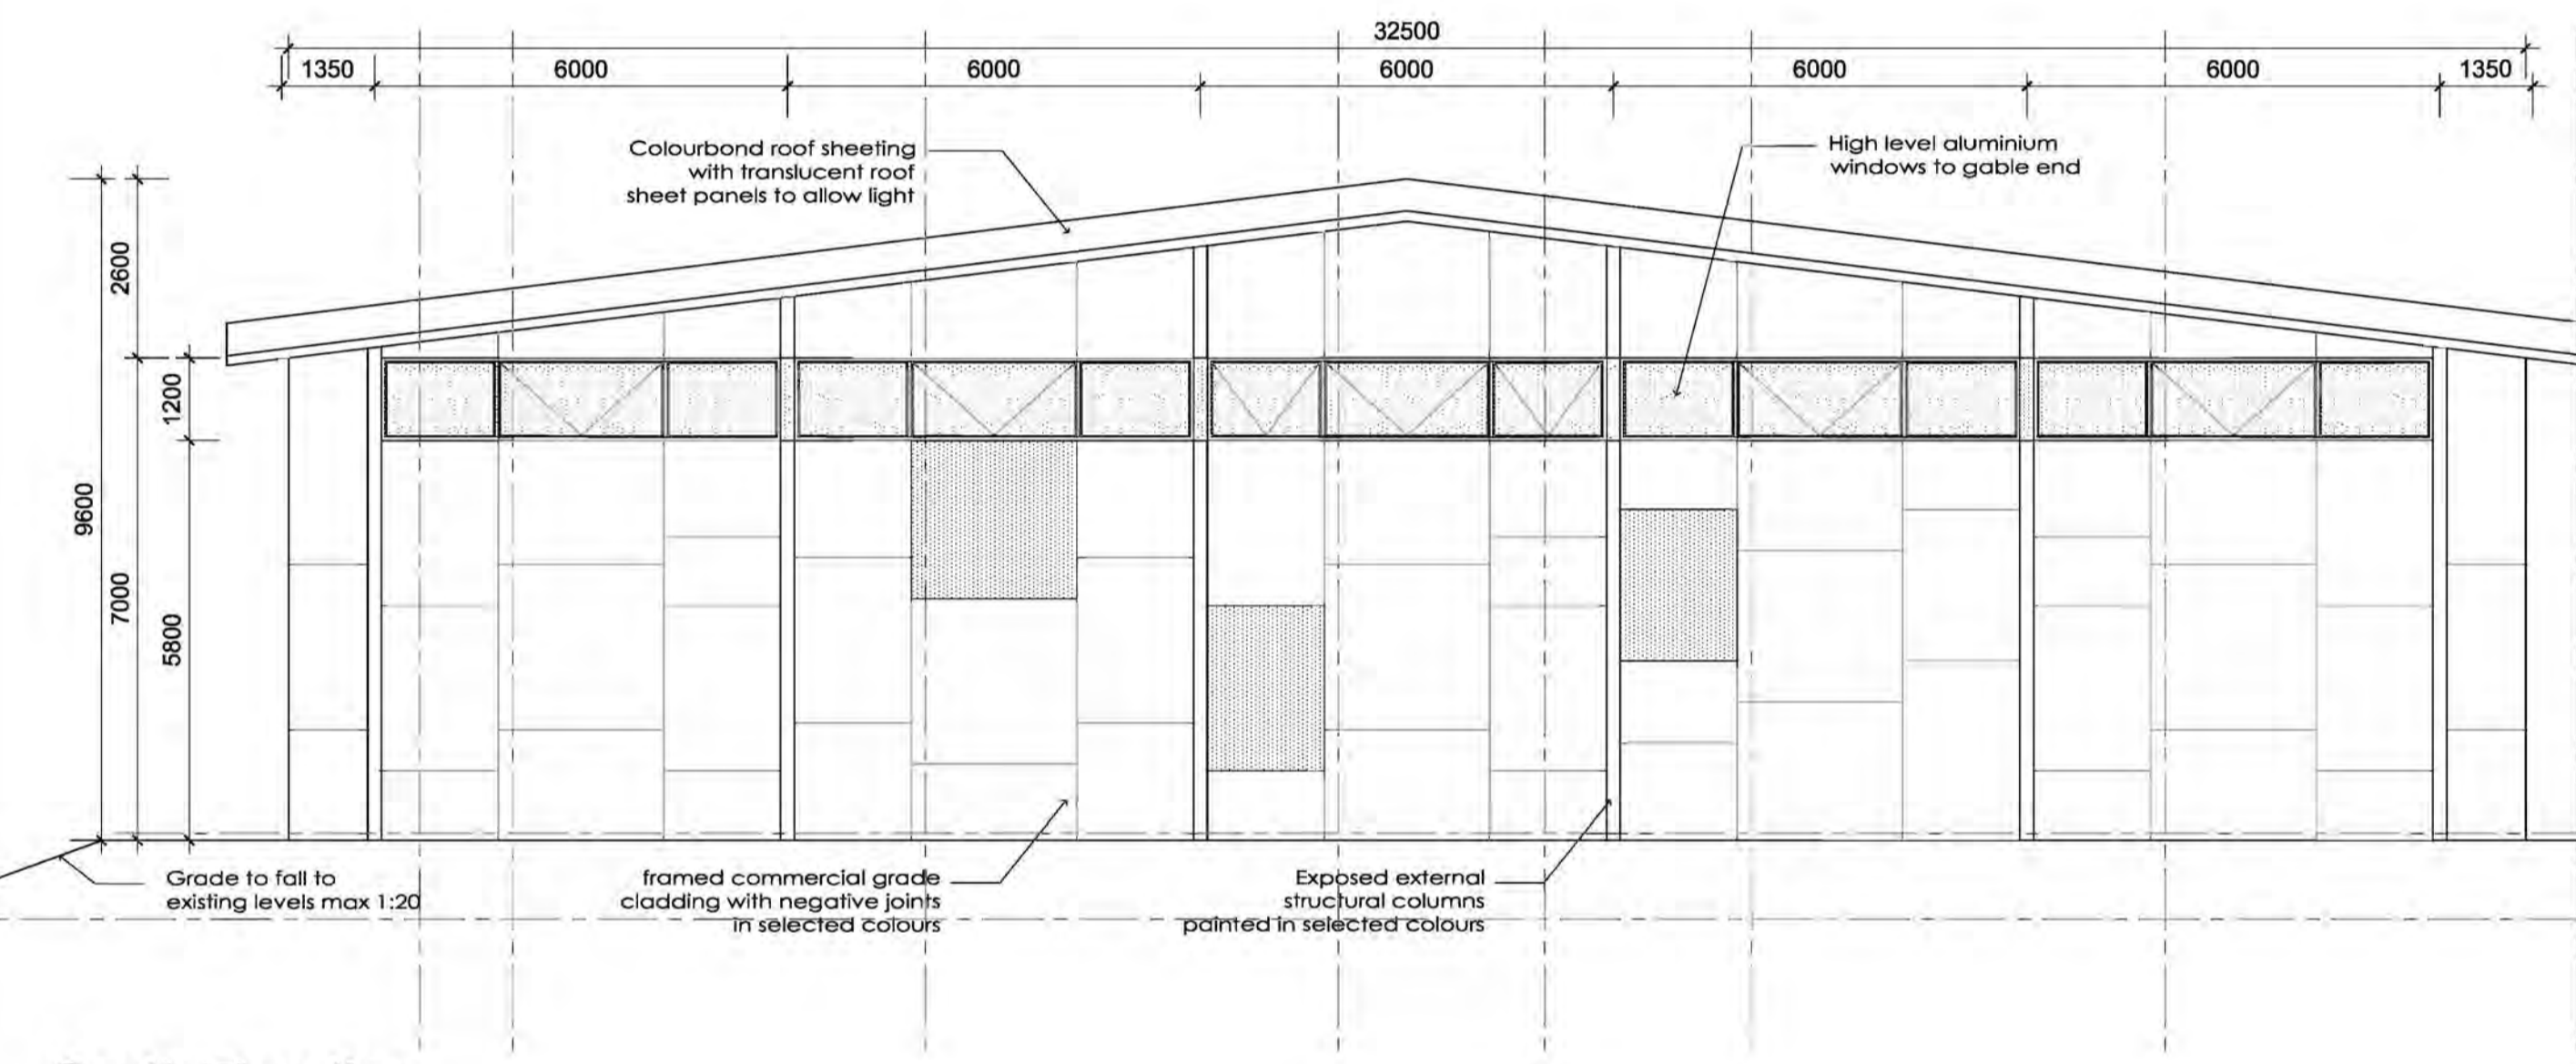 32500
1350 6000 6000 6000 6000 6000 1350
Colourbond roof sheeting
with translucent roof
sheet panels to allow light
High level aluminium
windows to gable end
2600
1200
9600
7000
5800
Grade to fall to
existing levels max 1:20
framed commercial grade
cladding with negative joints
in selected colours
Exposed external
structural columns
painted in selected colours